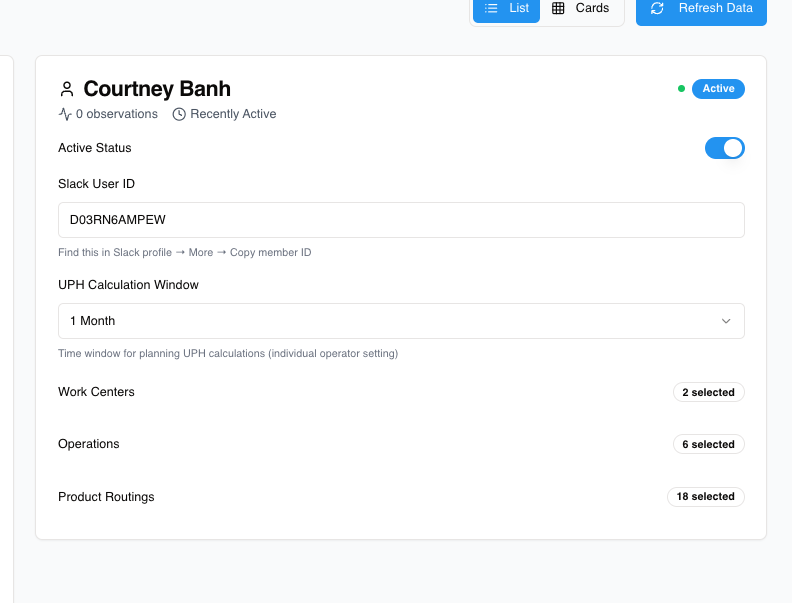 List Cards Refresh Data
Courtney Banh
Active
0 observations Recently Active
Active Status
Slack User ID
D03RN6AMPEW
Find this in Slack profile → More → Copy member ID
UPH Calculation Window
1 Month
Time window for planning UPH calculations (individual operator setting)
Work Centers 2 selected
Operations 6 selected
Product Routings 18 selected